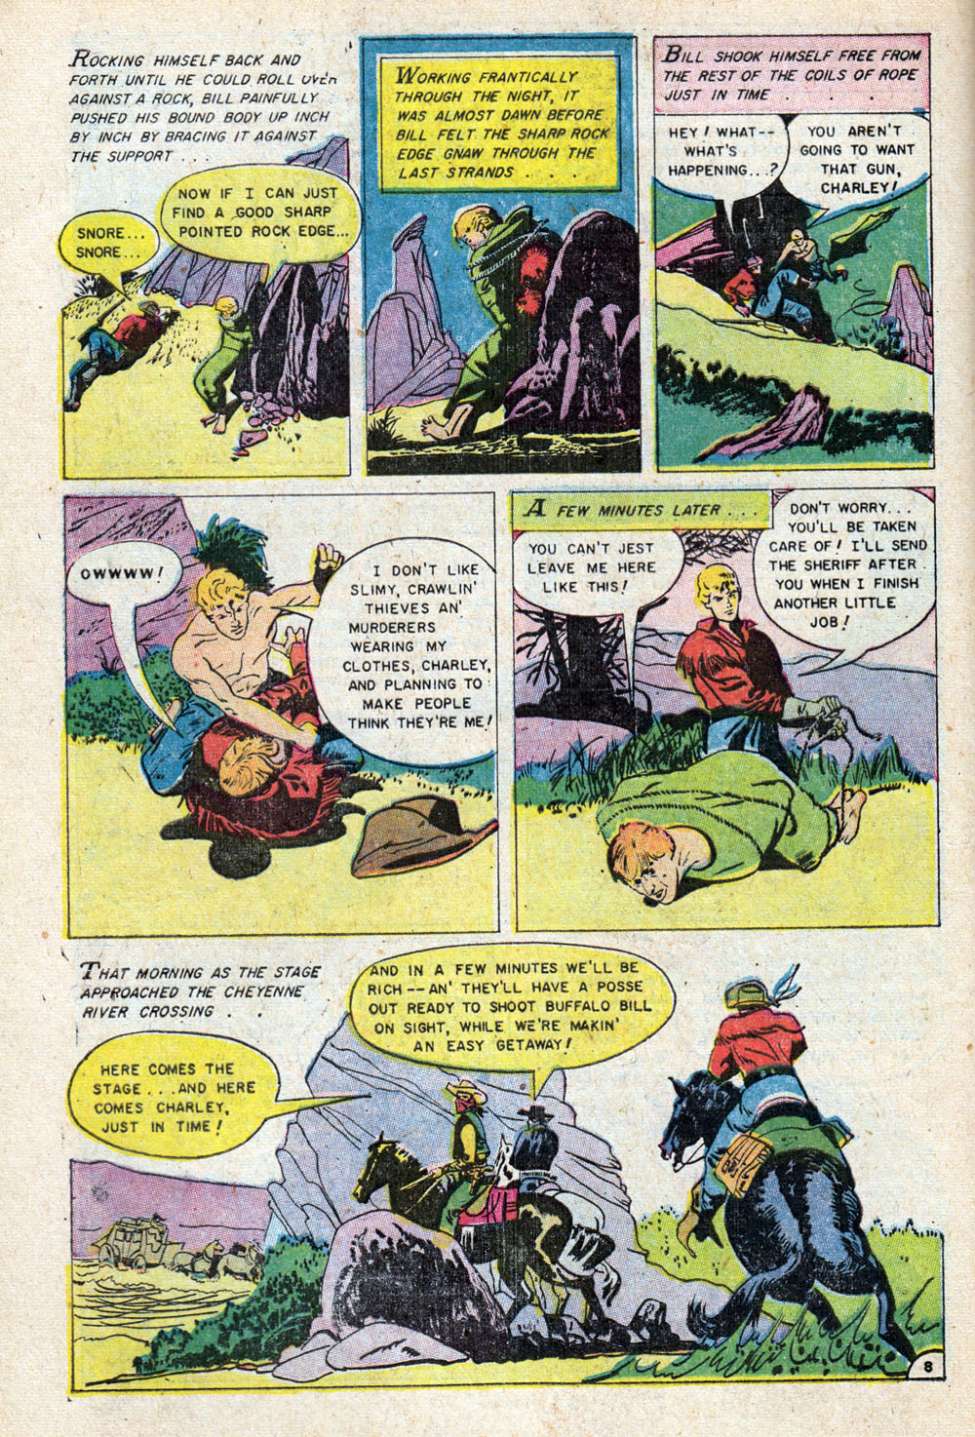 ROCKING HIMSELF BACK AND
FORTH UNTIL HE COULD ROLL OVER
AGAINST A ROCK, BILL PAINFULLY
PUSHED HIS BOUND BODY UP INCH
BY INCH BY BRACING IT AGAINST
THE SUPPORT . . .
SNORE...
SNORE...
NOW IF I CAN JUST
FIND A GOOD SHARP
POINTED ROCK EDGE...
WORKING FRANTICALLY
THROUGH THE NIGHT, IT
WAS ALMOST DAWN BEFORE
BILL FELT THE SHARP ROCK
EDGE GNAW THROUGH THE
LAST STRANDS . . .
BILL SHOOK HIMSELF FREE FROM
THE REST OF THE COILS OF ROPE
JUST IN TIME . . .
HEY! WHAT--
WHAT'S
HAPPENING...?
YOU AREN'T
GOING TO WANT
THAT GUN,
CHARLEY!
OWWWW!
I DON'T LIKE
SLIMY, CRAWLIN'
THIEVES AN'
MURDERERS
WEARING MY
CLOTHES, CHARLEY,
AND PLANNING TO
MAKE PEOPLE
THINK THEY'RE ME!
A FEW MINUTES LATER . . .
YOU CAN'T JEST
LEAVE ME HERE
LIKE THIS!
DON'T WORRY...
YOU'LL BE TAKEN
CARE OF! I'LL SEND
THE SHERIFF AFTER
YOU WHEN I FINISH
ANOTHER LITTLE
JOB!
THAT MORNING AS THE STAGE
APPROACHED THE CHEYENNE
RIVER CROSSING . .
HERE COMES THE
STAGE...AND HERE
COMES CHARLEY,
JUST IN TIME!
AND IN A FEW MINUTES WE'LL BE
RICH--AN' THEY'LL HAVE A POSSE
OUT READY TO SHOOT BUFFALO BILL
ON SIGHT, WHILE WE'RE MAKIN'
AN EASY GETAWAY!
8